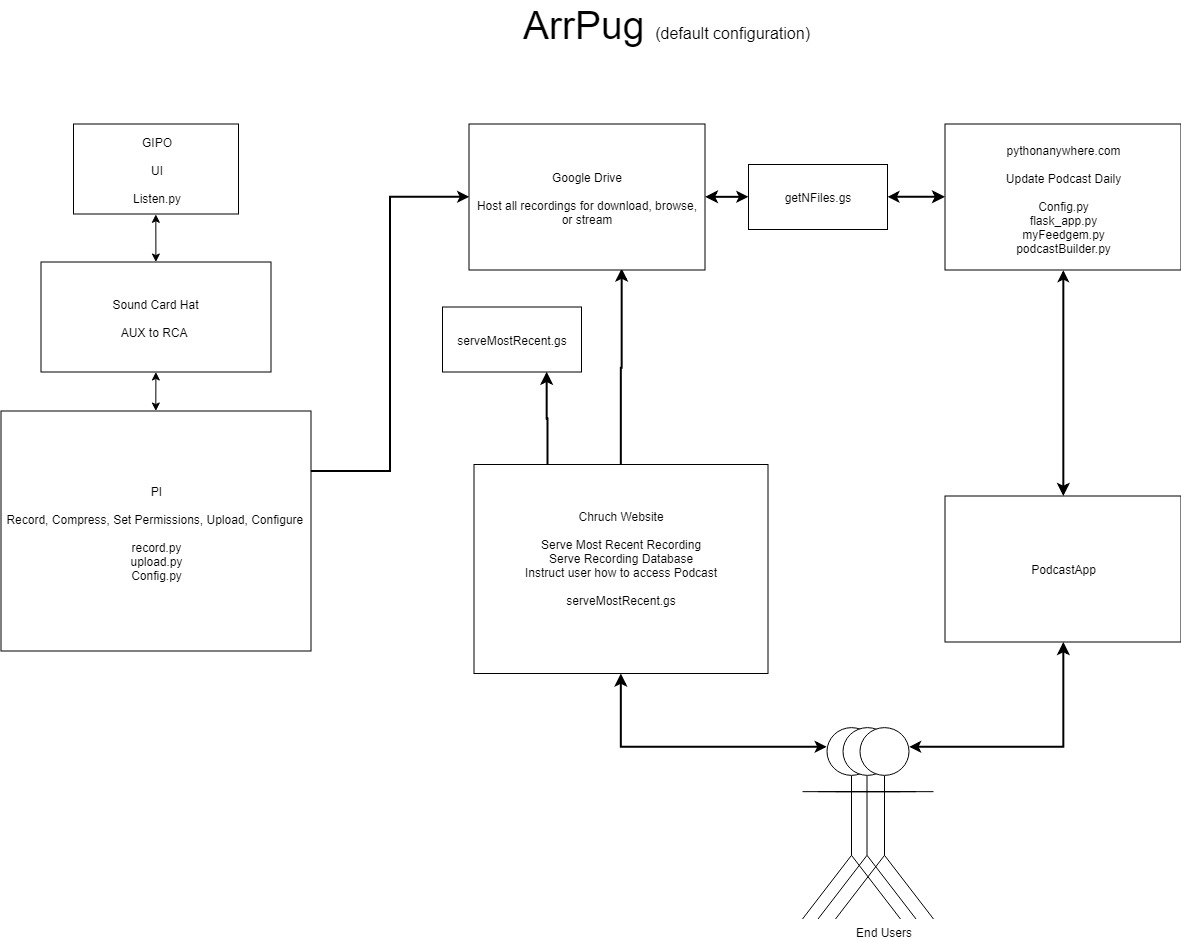 ArrPug (default configuration)
GIPO
UI
Listen.py
Sound Card Hat
AUX to RCA
PI
Record, Compress, Set Permissions, Upload, Configure
record.py
upload.py
Config.py
Google Drive
Host all recordings for download, browse,
or stream
serveMostRecent.gs
Chruch Website
Serve Most Recent Recording
Serve Recording Database
Instruct user how to access Podcast
serveMostRecent.gs
getNFiles.gs
pythonanywhere.com
Update Podcast Daily
Config.py
flask_app.py
myFeedgem.py
podcastBuilder.py
PodcastApp
End Users